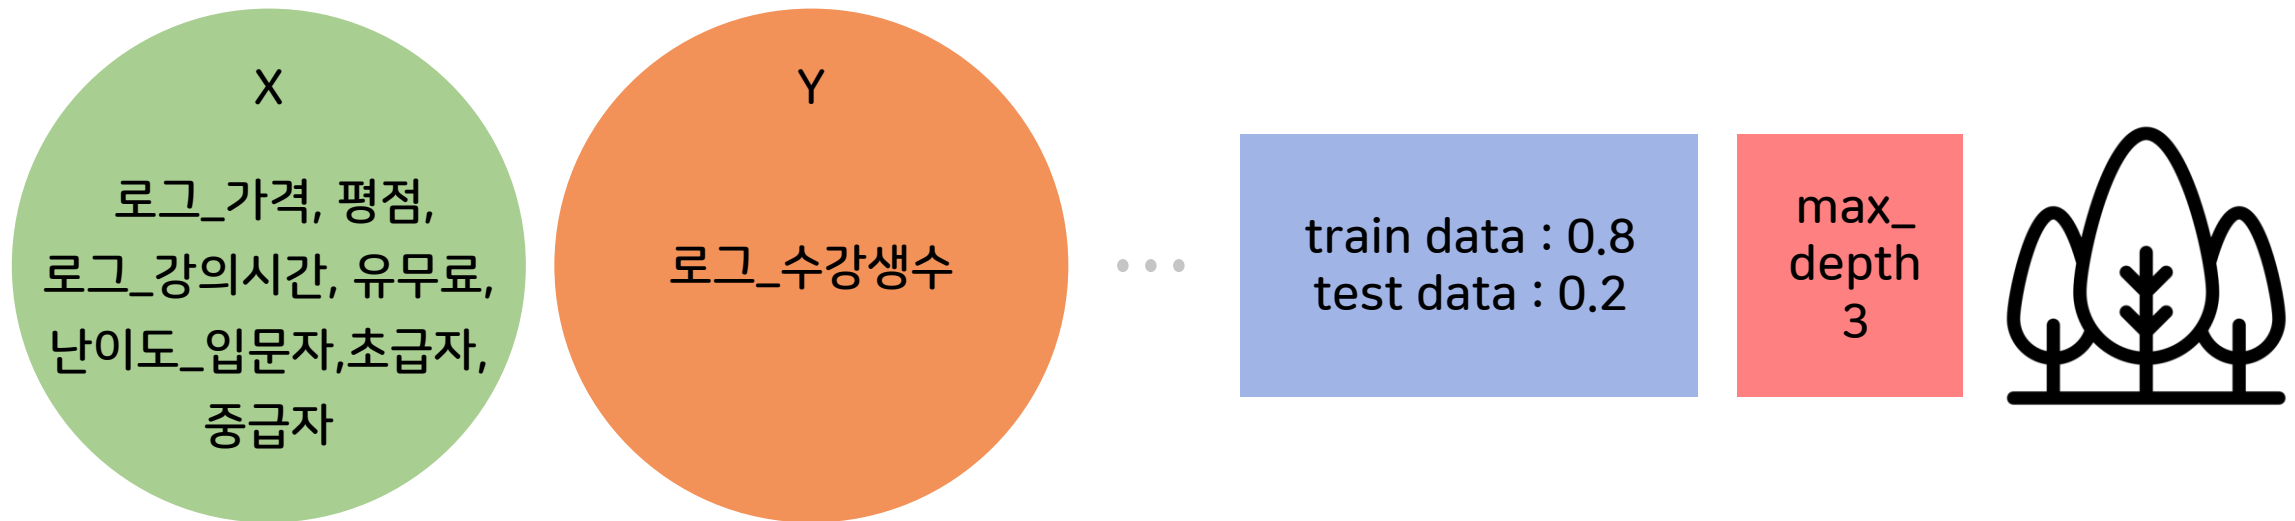 X
로그_가격, 평점,
로그_강의시간, 유무료,
난이도_입문자,초급자,
중급자
Y
로그_수강생수
train data : 0.8
test data : 0.2
max_
depth
3